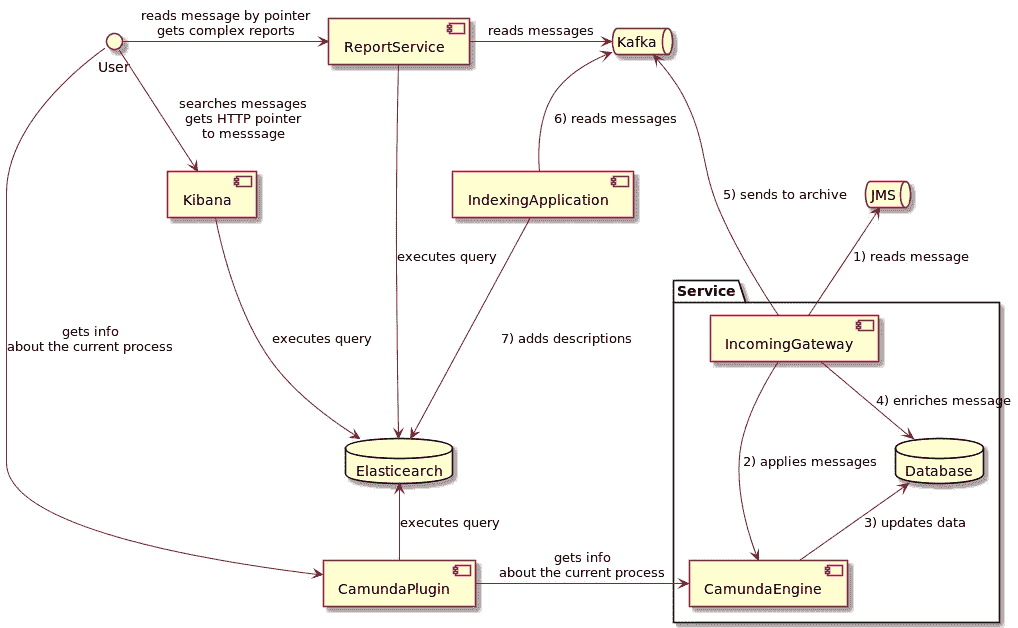 reads message by pointer
gets complex reports
ReportService
reads messages
Kafka
User
searches messages
gets HTTP pointer
to messsage
6) reads messages
Kibana
IndexingApplication
5) sends to archive
JMS
executes query
1) reads message
Service
gets info
about the current process
executes query
7) adds descriptions
IncomingGateway
4) enriches message
Elasticearch
2) applies messages
Database
executes query
3) updates data
gets info
about the current process
CamundaPlugin
CamundaEngine